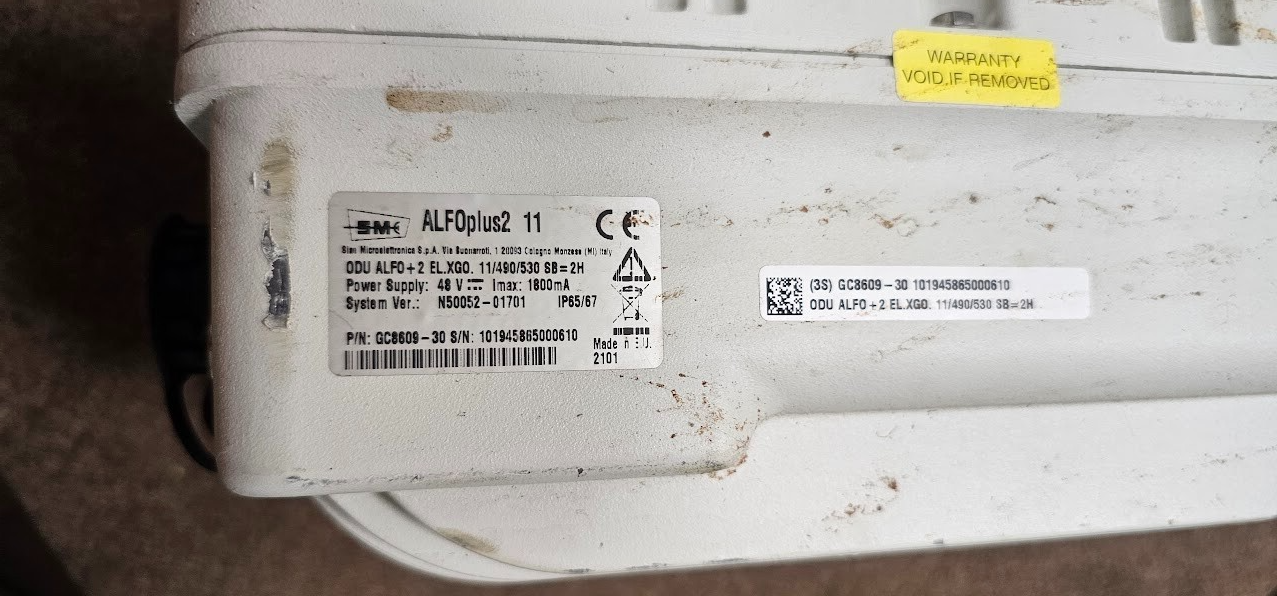 WARRANTY
VOID IF REMOVED
SM
ALFOplus2 11
CE
Siae Microelettronica S.p.A. Via Buonarroti, 1 20093 Cologno Monzese (MI) Italy
ODU ALFO+2 EL.XGO. 11/490/530 SB=2H
Power Supply: 48 V Imax: 1800mA
System Ver.: N50052-01701 IP65/67
P/N: GC8609-30 S/N: 101945865000610
Made in E.U.
2101
(3S) GC8609-30 101945865000610
ODU ALFO+2 EL.XGO. 11/490/530 SB=2H